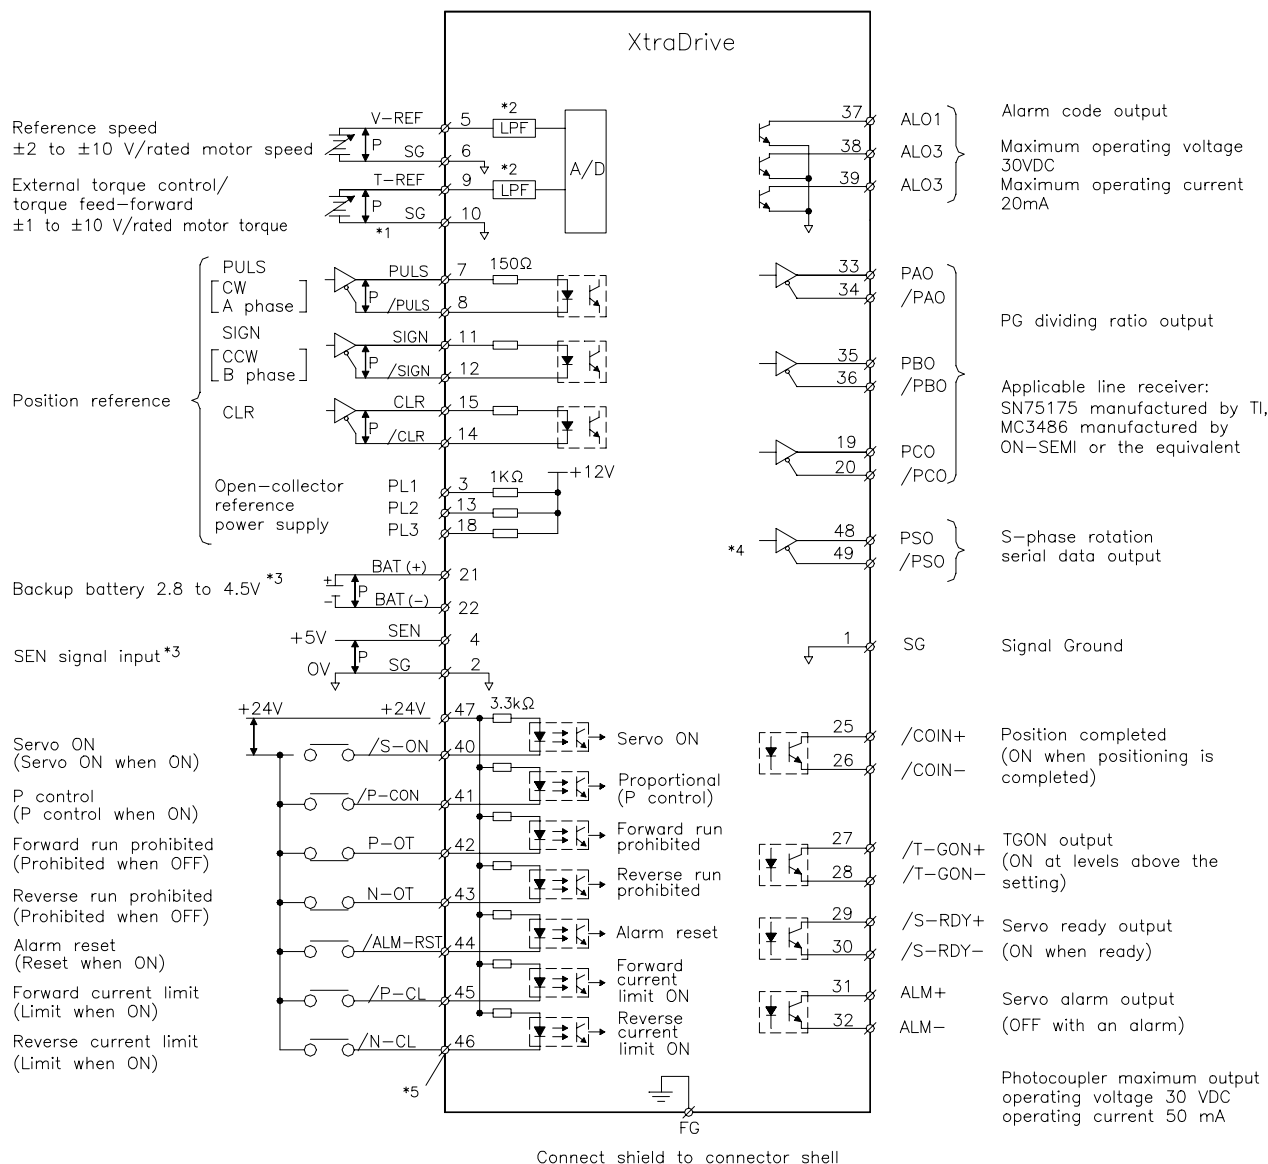 XtraDrive
Reference speed
±2 to ±10 V/rated motor speed
External torque control/
torque feed-forward
±1 to ±10 V/rated motor torque
V-REF 5 *2
LPF
P
SG 6
T-REF 9 *2
LPF
P
SG 10
*1
A/D
Position reference
PULS
CW
A phase
PULS 7 150Ω
P
/PULS 8
SIGN
CCW
B phase
SIGN 11
P
/SIGN 12
CLR
CLR 15
P
/CLR 14
Open-collector
reference
power supply
PL1 3 1KΩ
+12V
PL2 13
PL3 18
Backup battery 2.8 to 4.5V *3
+
-
BAT (+) 21
P
BAT (-) 22
SEN signal input *3
+5V SEN 4
P
0V SG 2
+24V +24V 47 3.3kΩ
Servo ON
(Servo ON when ON)
/S-ON 40
Servo ON
P control
(P control when ON)
/P-CON 41
Proportional
(P control)
Forward run prohibited
(Prohibited when OFF)
P-OT 42
Forward run
prohibited
Reverse run prohibited
(Prohibited when OFF)
N-OT 43
Reverse run
prohibited
Alarm reset
(Reset when ON)
/ALM-RST 44
Alarm reset
Forward current limit
(Limit when ON)
/P-CL 45
Forward
current
limit ON
Reverse current limit
(Limit when ON)
/N-CL 46
Reverse
current
limit ON
*5
37 ALO1
38 ALO3
39 ALO3
Alarm code output
Maximum operating voltage
30VDC
Maximum operating current
20mA
33 PAO
34 /PAO
35 PBO
36 /PBO
19 PCO
20 /PCO
PG dividing ratio output
Applicable line receiver:
SN75175 manufactured by TI,
MC3486 manufactured by
ON-SEMI or the equivalent
*4
48 PSO
49 /PSO
S-phase rotation
serial data output
1 SG Signal Ground
25 /COIN+
26 /COIN-
Position completed
(ON when positioning is
completed)
27 /T-GON+
28 /T-GON-
TGON output
(ON at levels above the
setting)
29 /S-RDY+
30 /S-RDY-
Servo ready output
(ON when ready)
31 ALM+
32 ALM-
Servo alarm output
(OFF with an alarm)
Photocoupler maximum output
operating voltage 30 VDC
operating current 50 mA
FG
Connect shield to connector shell